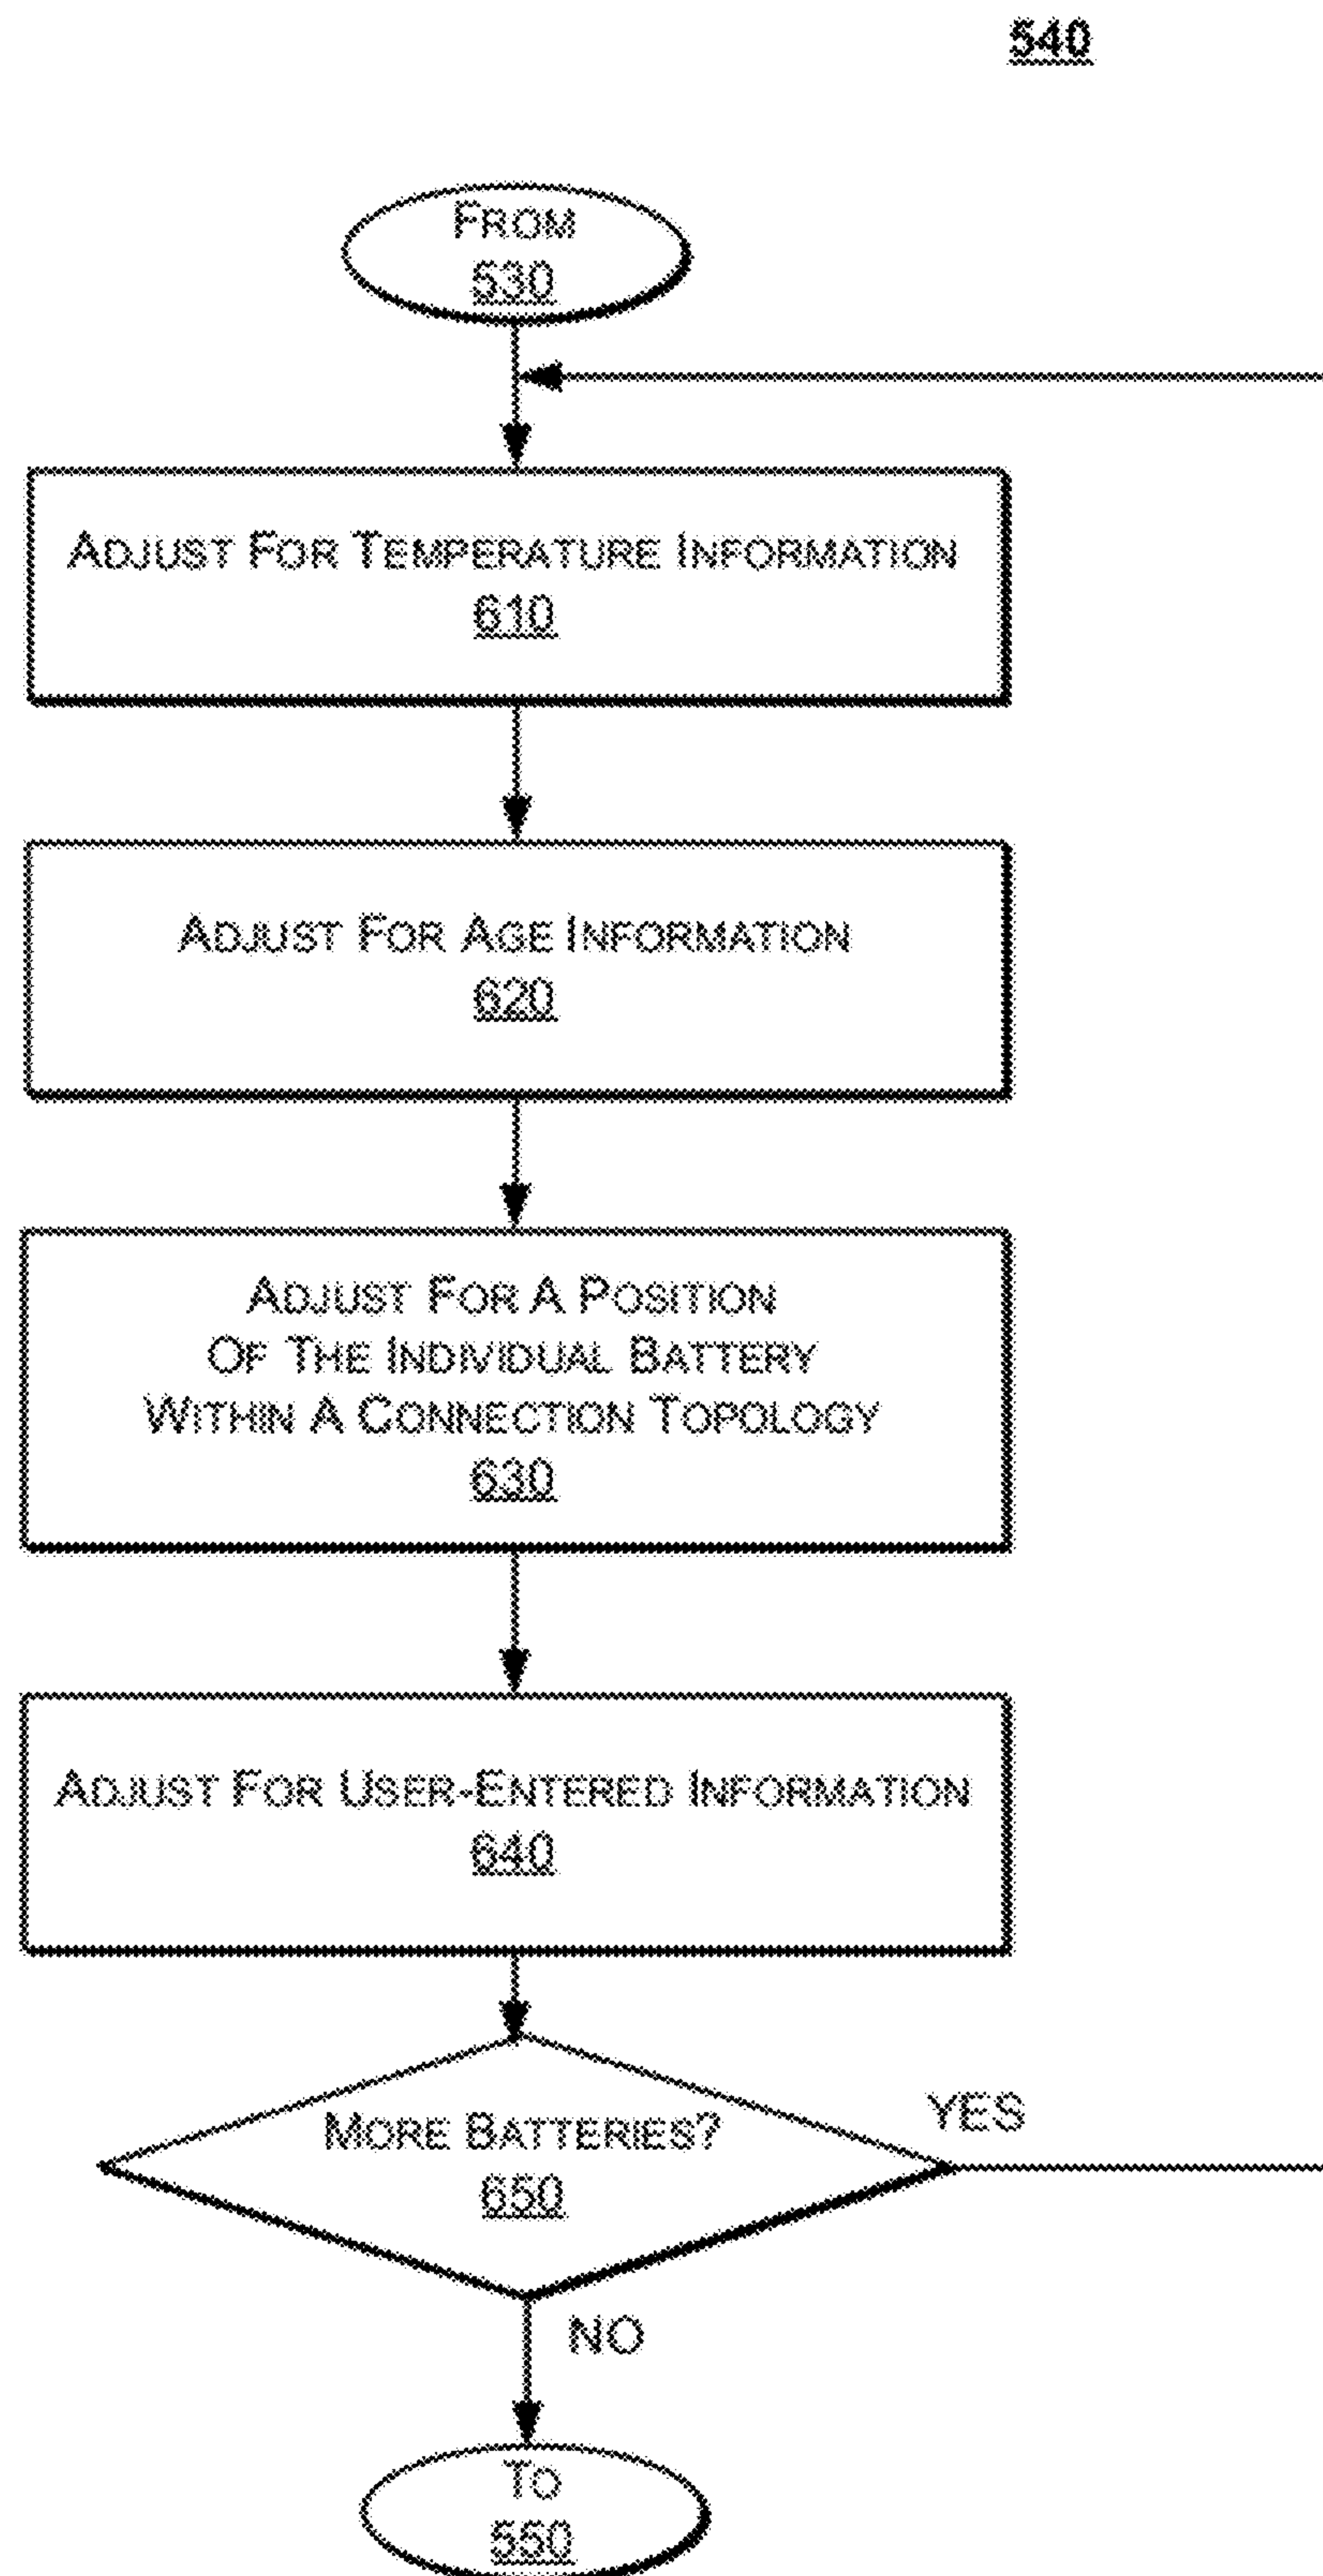 540
FROM
530
ADJUST FOR TEMPERATURE INFORMATION
610
ADJUST FOR AGE INFORMATION
620
ADJUST FOR A POSITION
OF THE INDIVIDUAL BATTERY
WITHIN A CONNECTION TOPOLOGY
630
ADJUST FOR USER-ENTERED INFORMATION
640
MORE BATTERIES?
650
YES
NO
TO
550